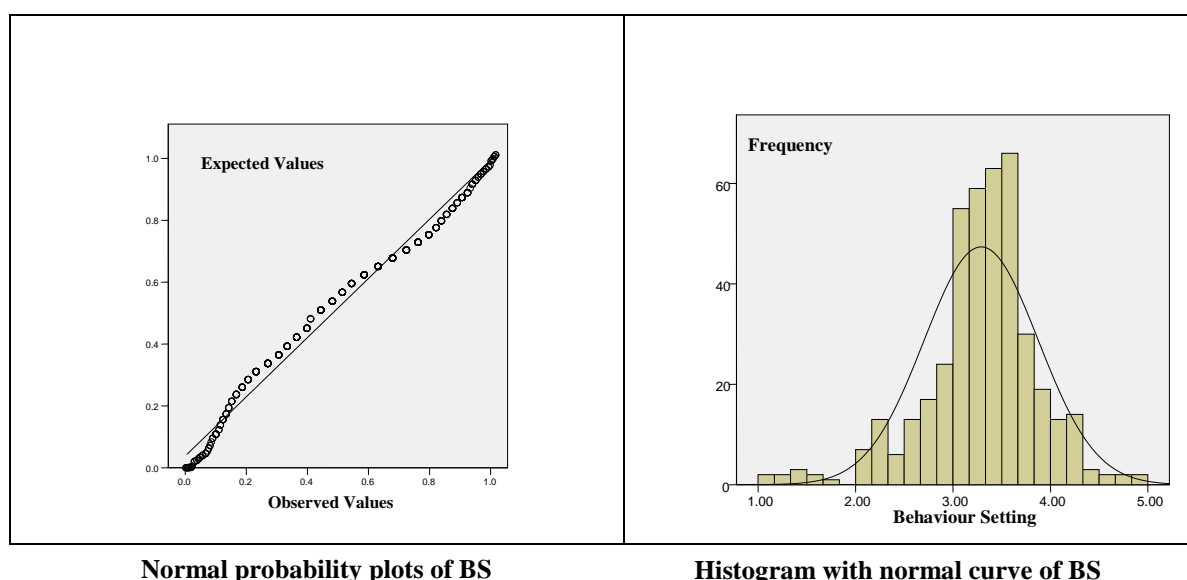 Expected Values
1.0
0.8
0.6
0.4
0.2
0.0
0.0 0.2 0.4 0.6 0.8 1.0
Observed Values
Normal probability plots of BS
Frequency
60
40
20
0
1.00 2.00 3.00 4.00 5.00
Behaviour Setting
Histogram with normal curve of BS